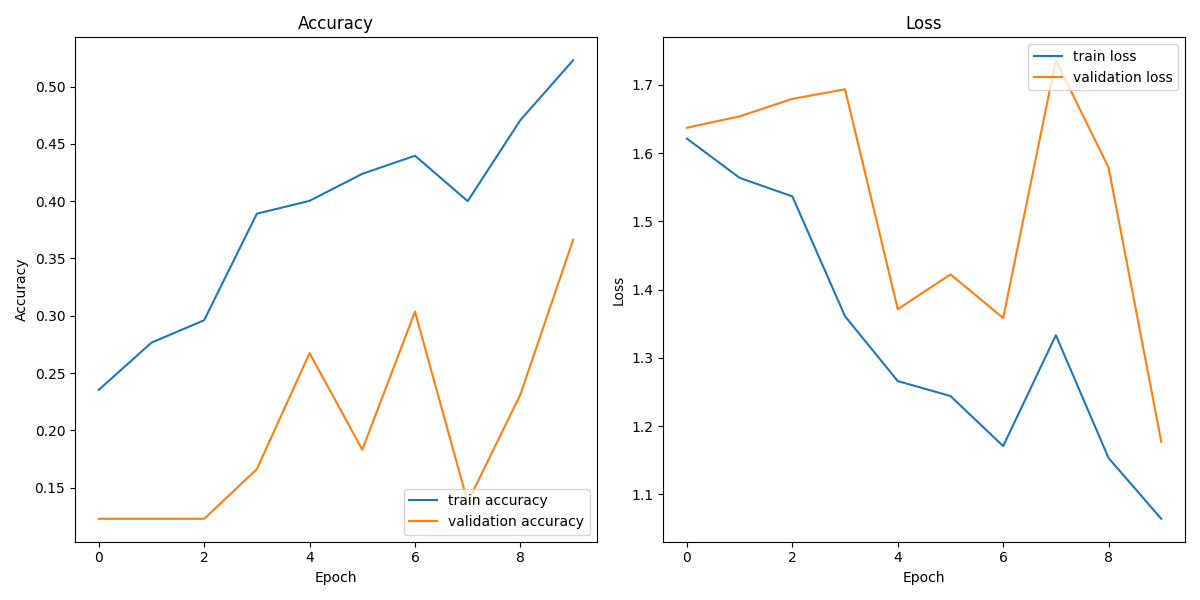 Accuracy
Accuracy
0.50
0.45
0.40
0.35
0.30
0.25
0.20
0.15
train accuracy
validation accuracy
0 2 4 6 8
Epoch
Loss
Loss
1.7
1.6
1.5
1.4
1.3
1.2
1.1
train loss
validation loss
0 2 4 6 8
Epoch